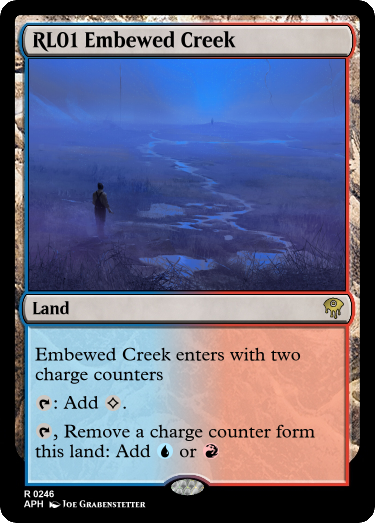 RL01 Embewed Creek
Land
Embewed Creek enters with two
charge counters
: Add .
, Remove a charge counter form
this land: Add or
R 0246
APH Joe Grabenstetter